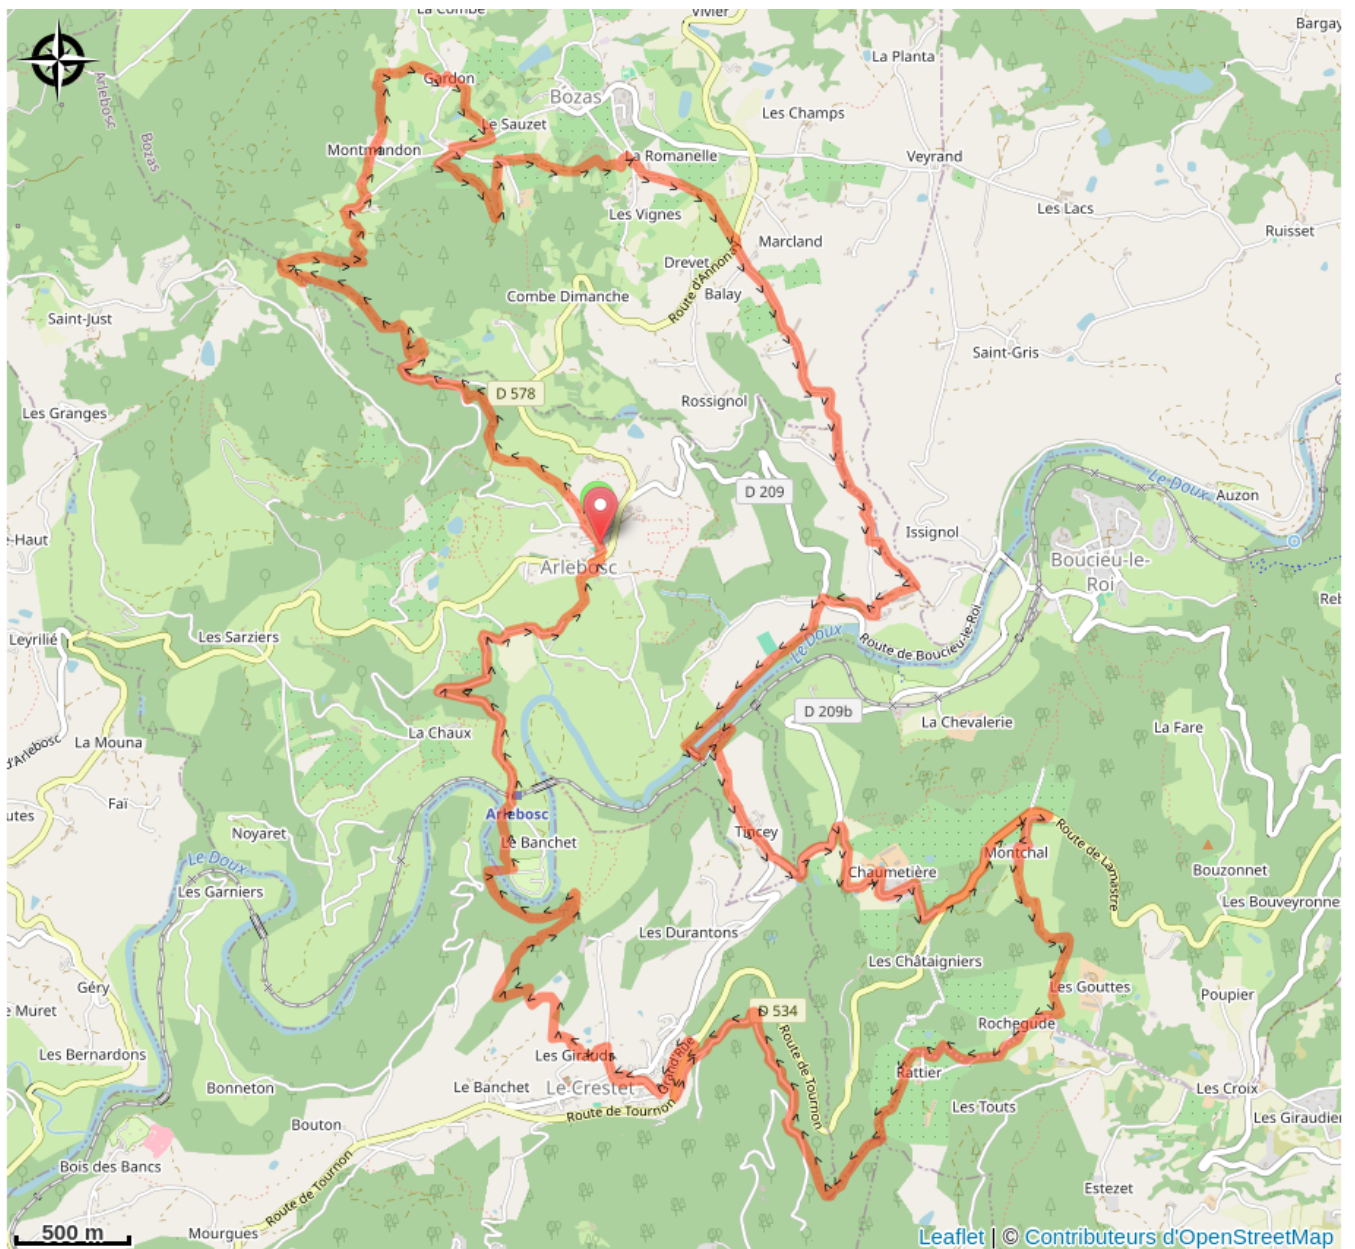 La Combe
Vivier
Bargay
La Planta
Gardon
Arlebosc
Bozas
Les Champs
Le Sauzet
Bozas
Montmandon
La Romanelle
Veyrand
Les Lacs
Les Vignes
Ruisset
Marcland
Drevet
Route d'Annonay
Combe Dimanche
Balay
Saint-Just
Saint-Gris
D 578
Rossignol
Les Granges
Le Doux
D 209
Auzon
Issignol
e-Haut
Boucieu-le-
Roi
Arlebosc
Reb
Leyrilié
Les Sarziers
Le Doux
Route de Boucieu-le-Roi
D 209b
La Chevalerie
La Fare
La Chaux
La Mouna
d'Arlebosc
Faï
utes
Arlebosc
Noyaret
Le Banchet
Tincey
Route de Lamastre
Montchal
Le Doux
Chaumetière
Bouzonnet
Les Garniers
Les Bouveyronne
Les Durantons
Les Châtaigniers
Géry
Les Gouttes
Poupier
e Muret
D 534
Rochegude
Les Bernardons
Les Girauds
Grand'Rue
Route de Tournon
Rattier
Bonneton
Le Banchet
Le Crestet
Les Croix
Route de Tournon
Les Touts
Les Giraudie
Bouton
Bois des Bancs
Route de Tournon
Estezet
Mourgues
500 m
Leaflet | © Contributeurs d'OpenStreetMap